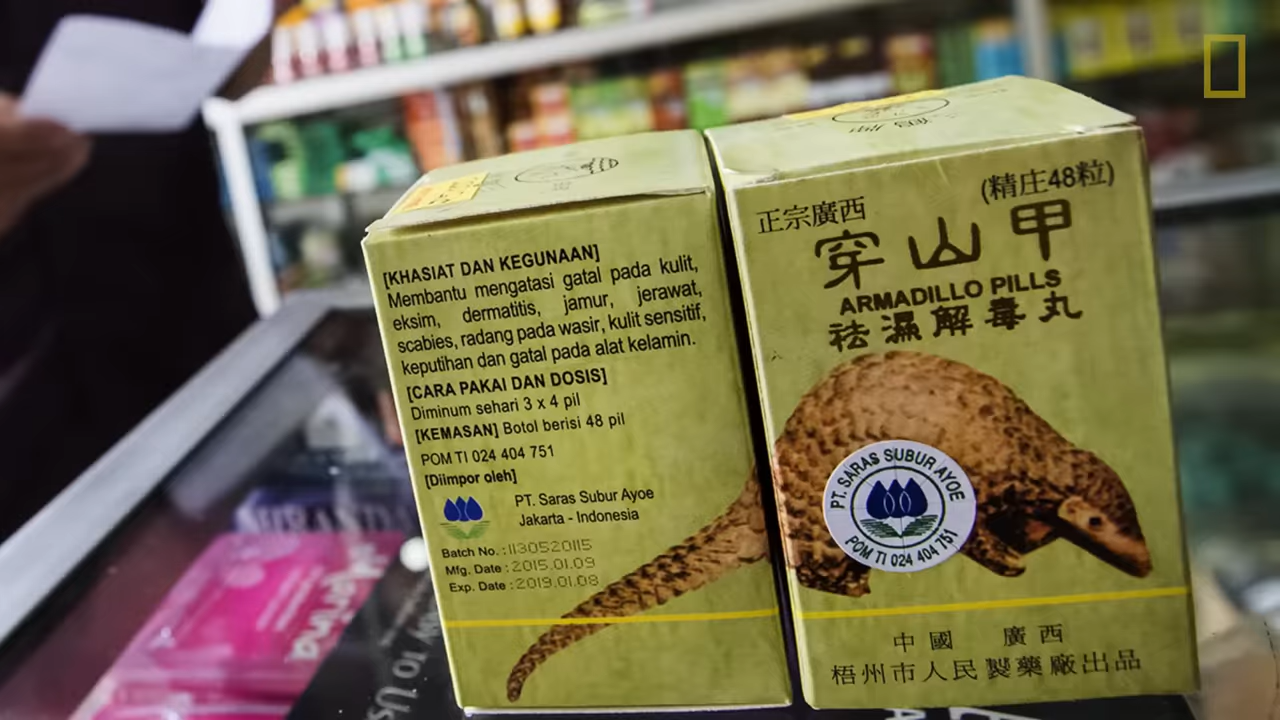 [KHASIAT DAN KEGUNAAN]
Membantu mengatasi gatal pada kulit,
eksim, dermatitis, jamur, jerawat,
scabies, radang pada wasir, kulit sensitif,
keputihan dan gatal pada alat kelamin.
[CARA PAKAI DAN DOSIS]
Diminum sehari 3 x 4 pil
[KEMASAN] Botol berisi 48 pil
POM TI 024 404 751
[Diimpor oleh]
PT. Saras Subur Ayoe
Jakarta - Indonesia
Batch No. : 1130520115
Mfg. Date : 2015.01.09
Exp. Date : 2019.01.08
(精庄48粒)
正宗廣西
穿山甲
ARMADILLO PILLS
祛濕解毒丸
PT. SARAS SUBUR AYOE
POM TI 024 404 751
中國 廣西
梧州市人民製藥廠出品